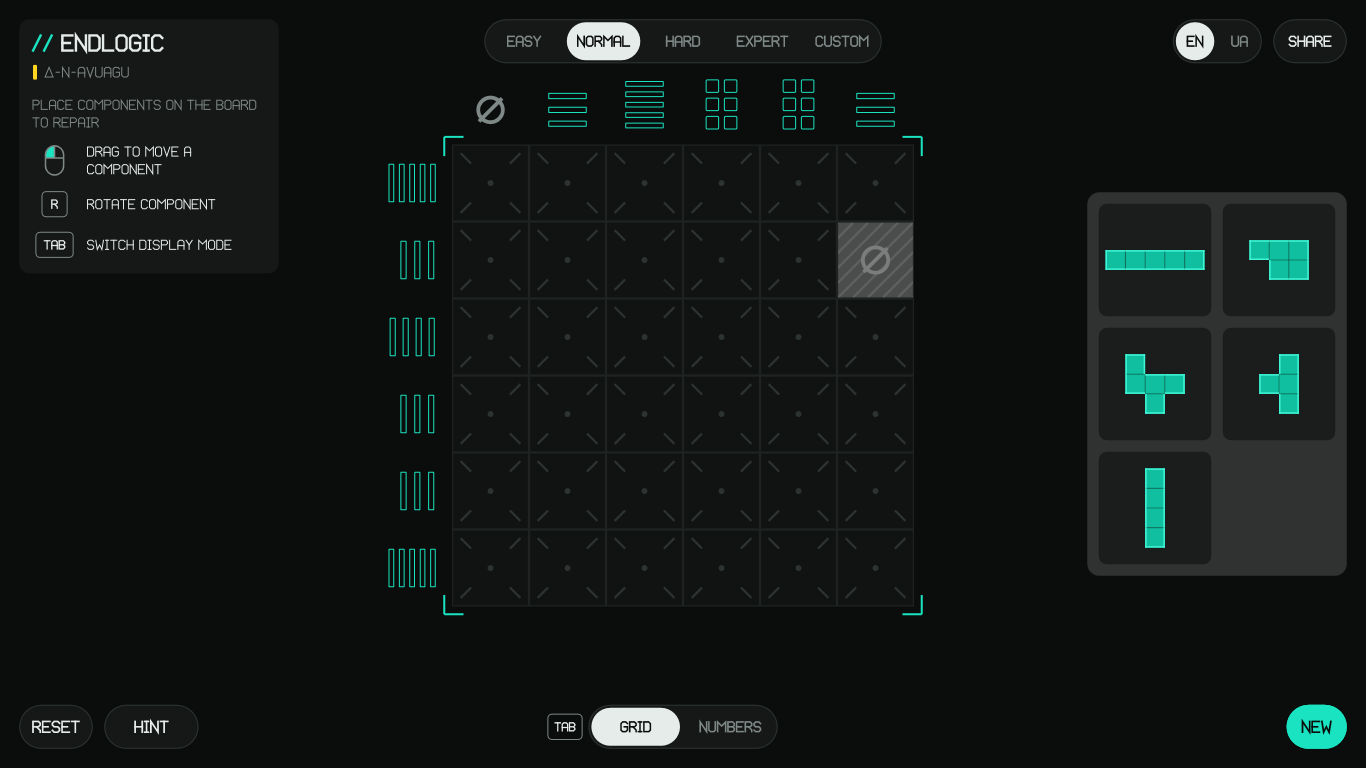 // ENDLOGIC
Δ-N-AVUAGU
PLACE COMPONENTS ON THE BOARD
TO REPAIR
DRAG TO MOVE A
COMPONENT
R ROTATE COMPONENT
TAB SWITCH DISPLAY MODE
EASY NORMAL HARD EXPERT CUSTOM
EN UA SHARE
RESET HINT
TAB GRID NUMBERS
NEW